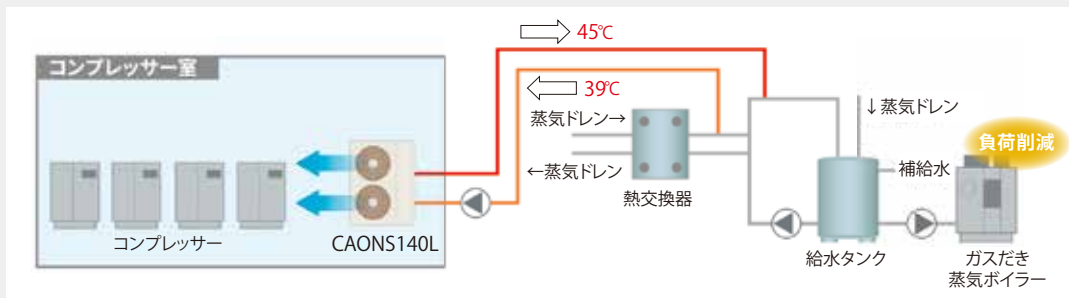 45℃
コンプレッサー室
39℃
蒸気ドレン→
↓蒸気ドレン
負荷削減
←蒸気ドレン
補給水
熱交換器
コンプレッサー
CAONS140L
給水タンク
ガスだき
蒸気ボイラー